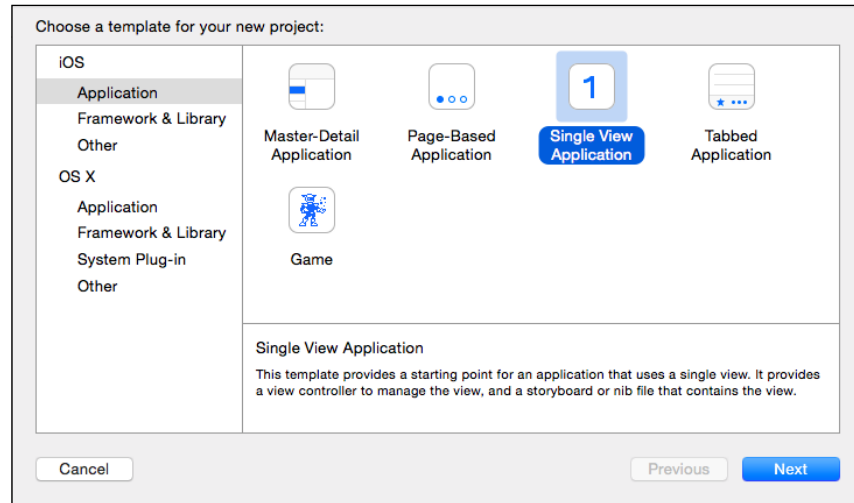 Choose a template for your new project:
iOS
Application
Framework & Library
Other
OS X
Application
Framework & Library
System Plug-in
Other
Master-Detail
Application
Page-Based
Application
1
Single View
Application
Tabbed
Application
Game
Single View Application
This template provides a starting point for an application that uses a single view. It provides
a view controller to manage the view, and a storyboard or nib file that contains the view.
Cancel
Previous
Next